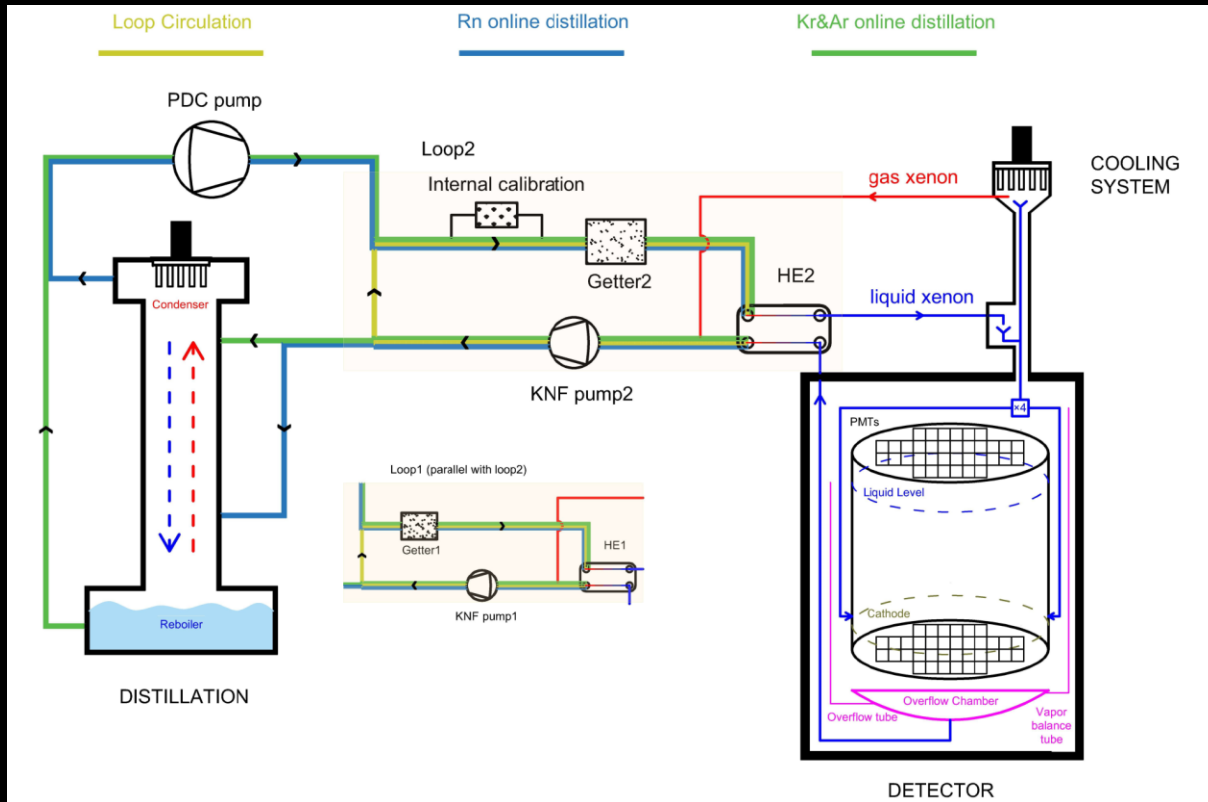 Loop Circulation
Rn online distillation
Kr&Ar online distillation
PDC pump
Loop2
Internal calibration
Getter2
HE2
gas xenon
COOLING
SYSTEM
liquid xenon
Condenser
KNF pump2
×4
PMTs
Liquid Level
Loop1 (parallel with loop2)
Getter1
HE1
KNF pump1
Cathode
Reboiler
Overflow Chamber
Overflow tube
Vapor
balance
tube
DISTILLATION
DETECTOR